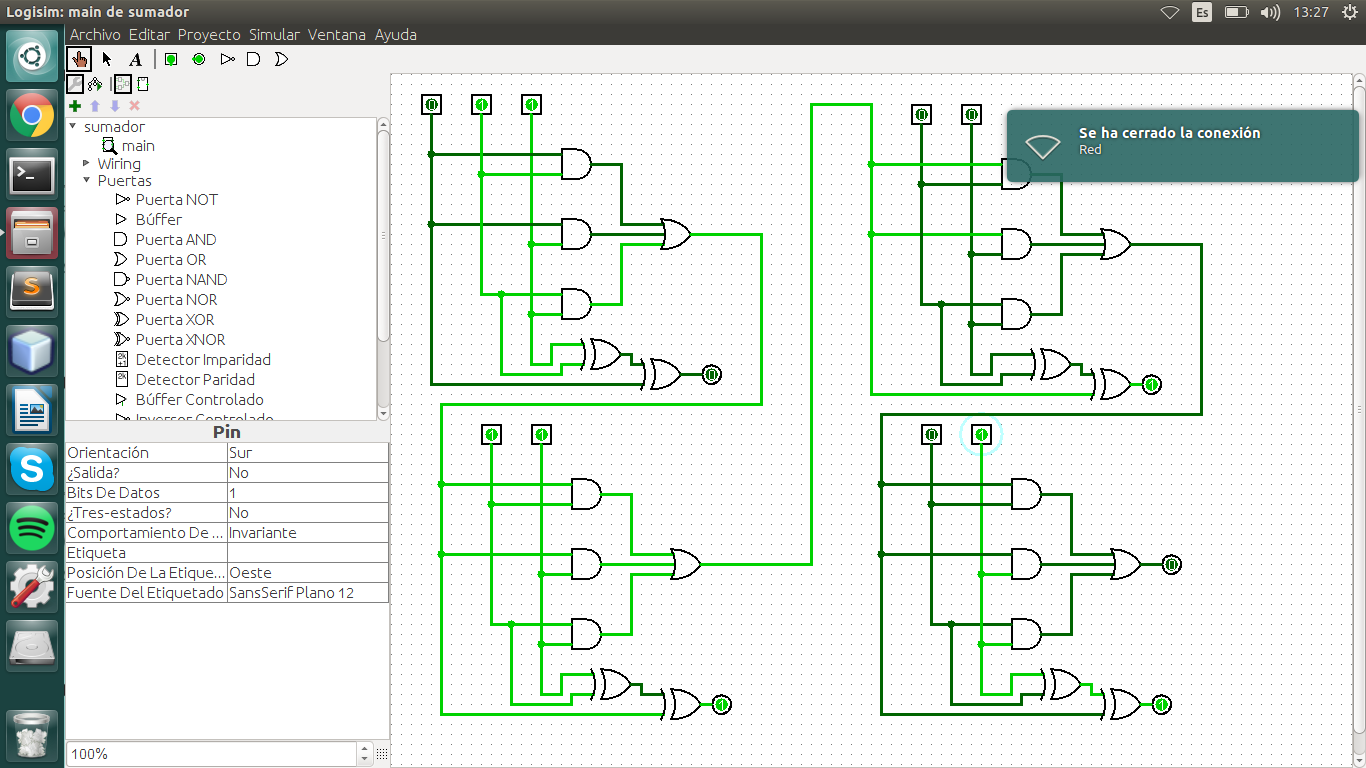 Logisim: main de sumador
Es
13:27
Archivo Editar Proyecto Simular Ventana Ayuda
A
sumador
main
Wiring
Puertas
Puerta NOT
Búffer
Puerta AND
Puerta OR
Puerta NAND
Puerta NOR
Puerta XOR
Puerta XNOR
Detector Imparidad
Detector Paridad
Búffer Controlado
Inversor Controlado
Pin
Orientación Sur
¿Salida? No
Bits De Datos 1
¿Tres-estados? No
Comportamiento De ... Invariante
Etiqueta
Posición De La Etique... Oeste
Fuente Del Etiquetado SansSerif Plano 12
100%
0 1 1
0 0
Se ha cerrado la conexión
Red
0
1
1 1
0 1
0
1
1